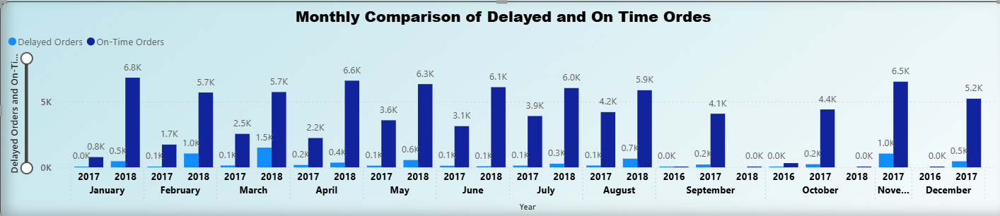 Monthly Comparison of Delayed and On Time Ordes
Delayed Orders On-Time Orders
Delayed Orders and On-Ti...
5K
0K
0.0K 0.8K 0.5K 6.8K 0.1K 1.7K 1.0K 5.7K 0.1K 2.5K 1.5K 5.7K 0.2K 2.2K 0.4K 6.6K 0.1K 3.6K 0.6K 6.3K 0.1K 3.1K 0.1K 6.1K 0.1K 3.9K 0.3K 6.0K 0.1K 4.2K 0.7K 5.9K 0.0K 0.2K 4.1K 0.0K 0.0K 0.2K 4.4K 0.0K 1.0K 6.5K 0.0K 0.5K 5.2K
2017 2018 2017 2018 2017 2018 2017 2018 2017 2018 2017 2018 2017 2018 2017 2018 2016 2017 2018 2016 2017 2018 2017 2016 2017
January February March April May June July August September October Nove... December
Year